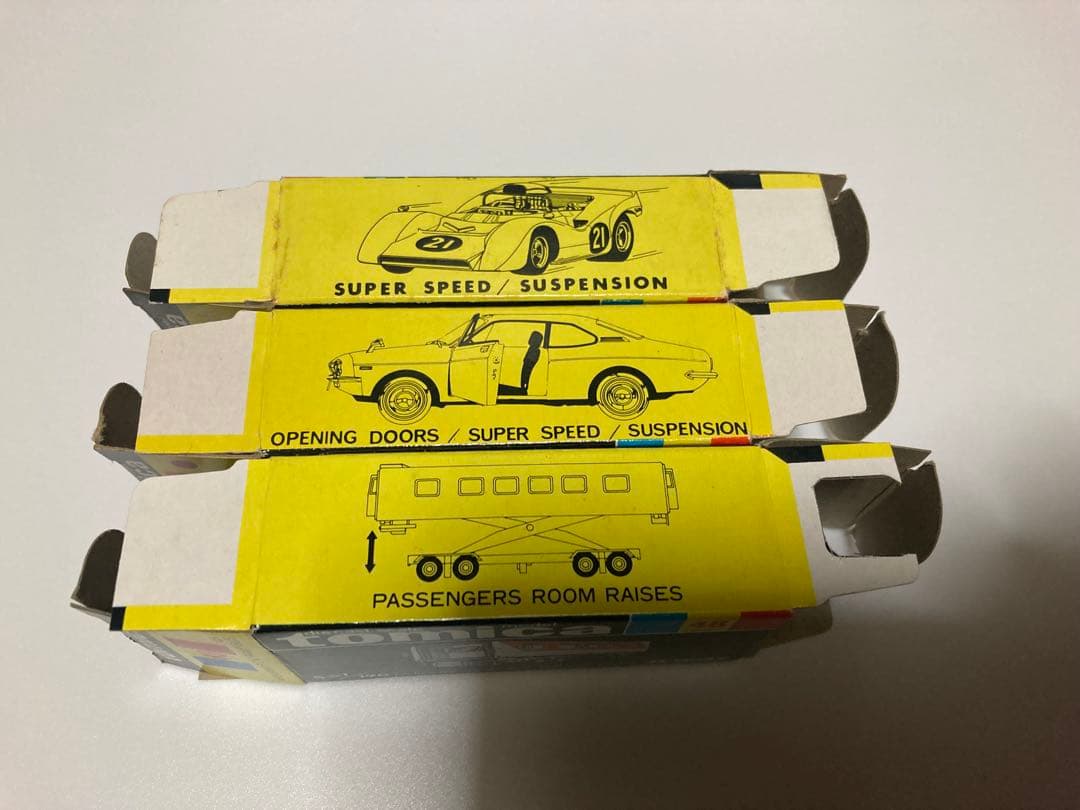 21
21
SUPER SPEED / SUSPENSION
OPENING DOORS / SUPER SPEED / SUSPENSION
PASSENGERS ROOM RAISES
tomica